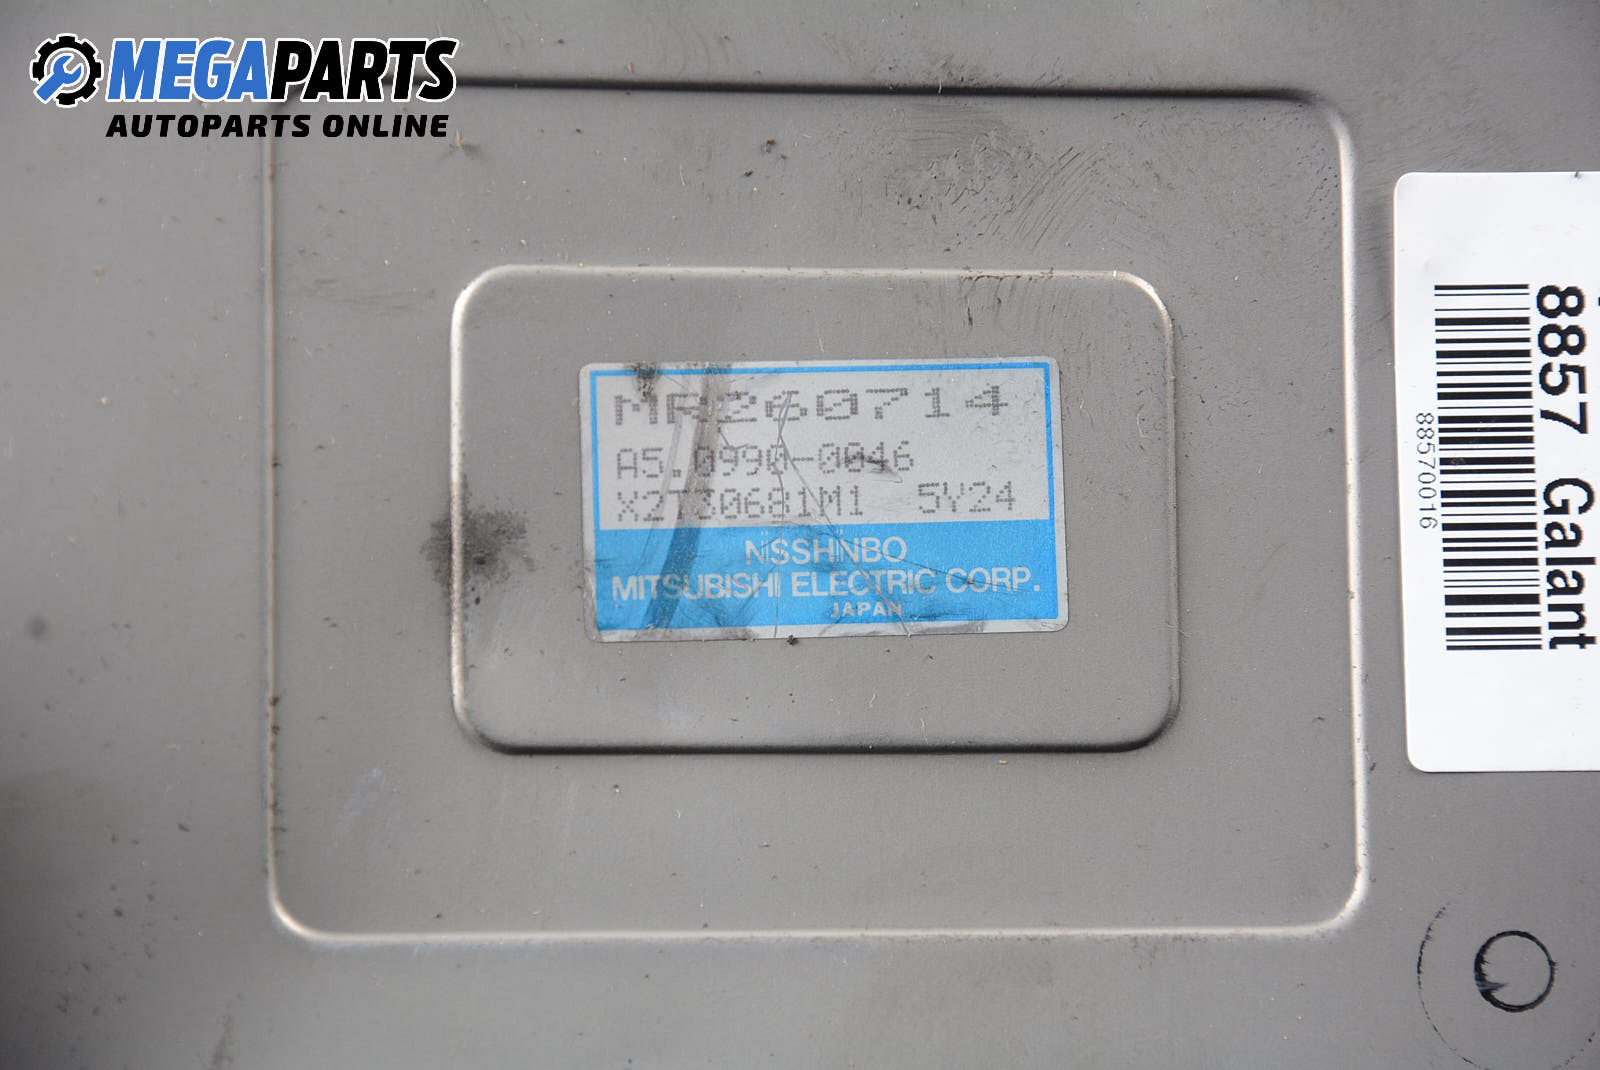 MEGAPARTS
AUTOPARTS ONLINE
MR260714
A5.0990-0046
X2T30681M1 5Y24
NISSHINBO
MITSUBISHI ELECTRIC CORP.
JAPAN
8857 Galant
88570016